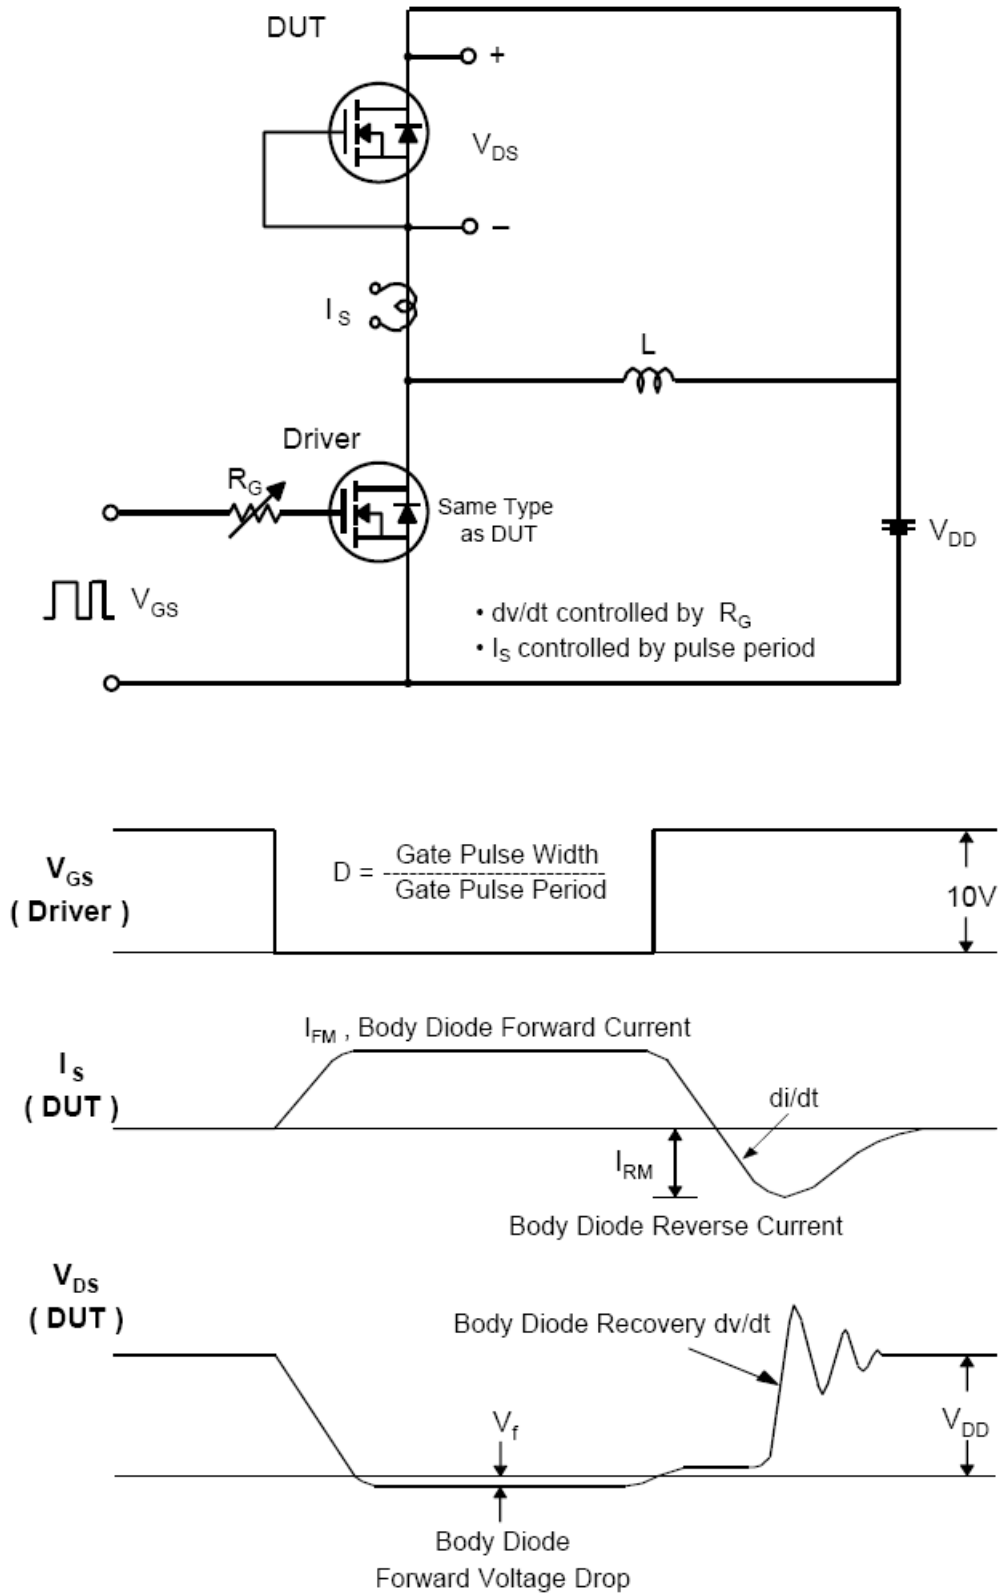 DUT
+
V_DS
–
I_S
L
Driver
R_G
Same Type
as DUT
V_DD
V_GS
• dv/dt controlled by R_G
• I_S controlled by pulse period
V_GS
( Driver )
D = Gate Pulse Width
Gate Pulse Period
10V
I_FM , Body Diode Forward Current
I_S
( DUT )
di/dt
I_RM
Body Diode Reverse Current
V_DS
( DUT )
Body Diode Recovery dv/dt
V_f
V_DD
Body Diode
Forward Voltage Drop